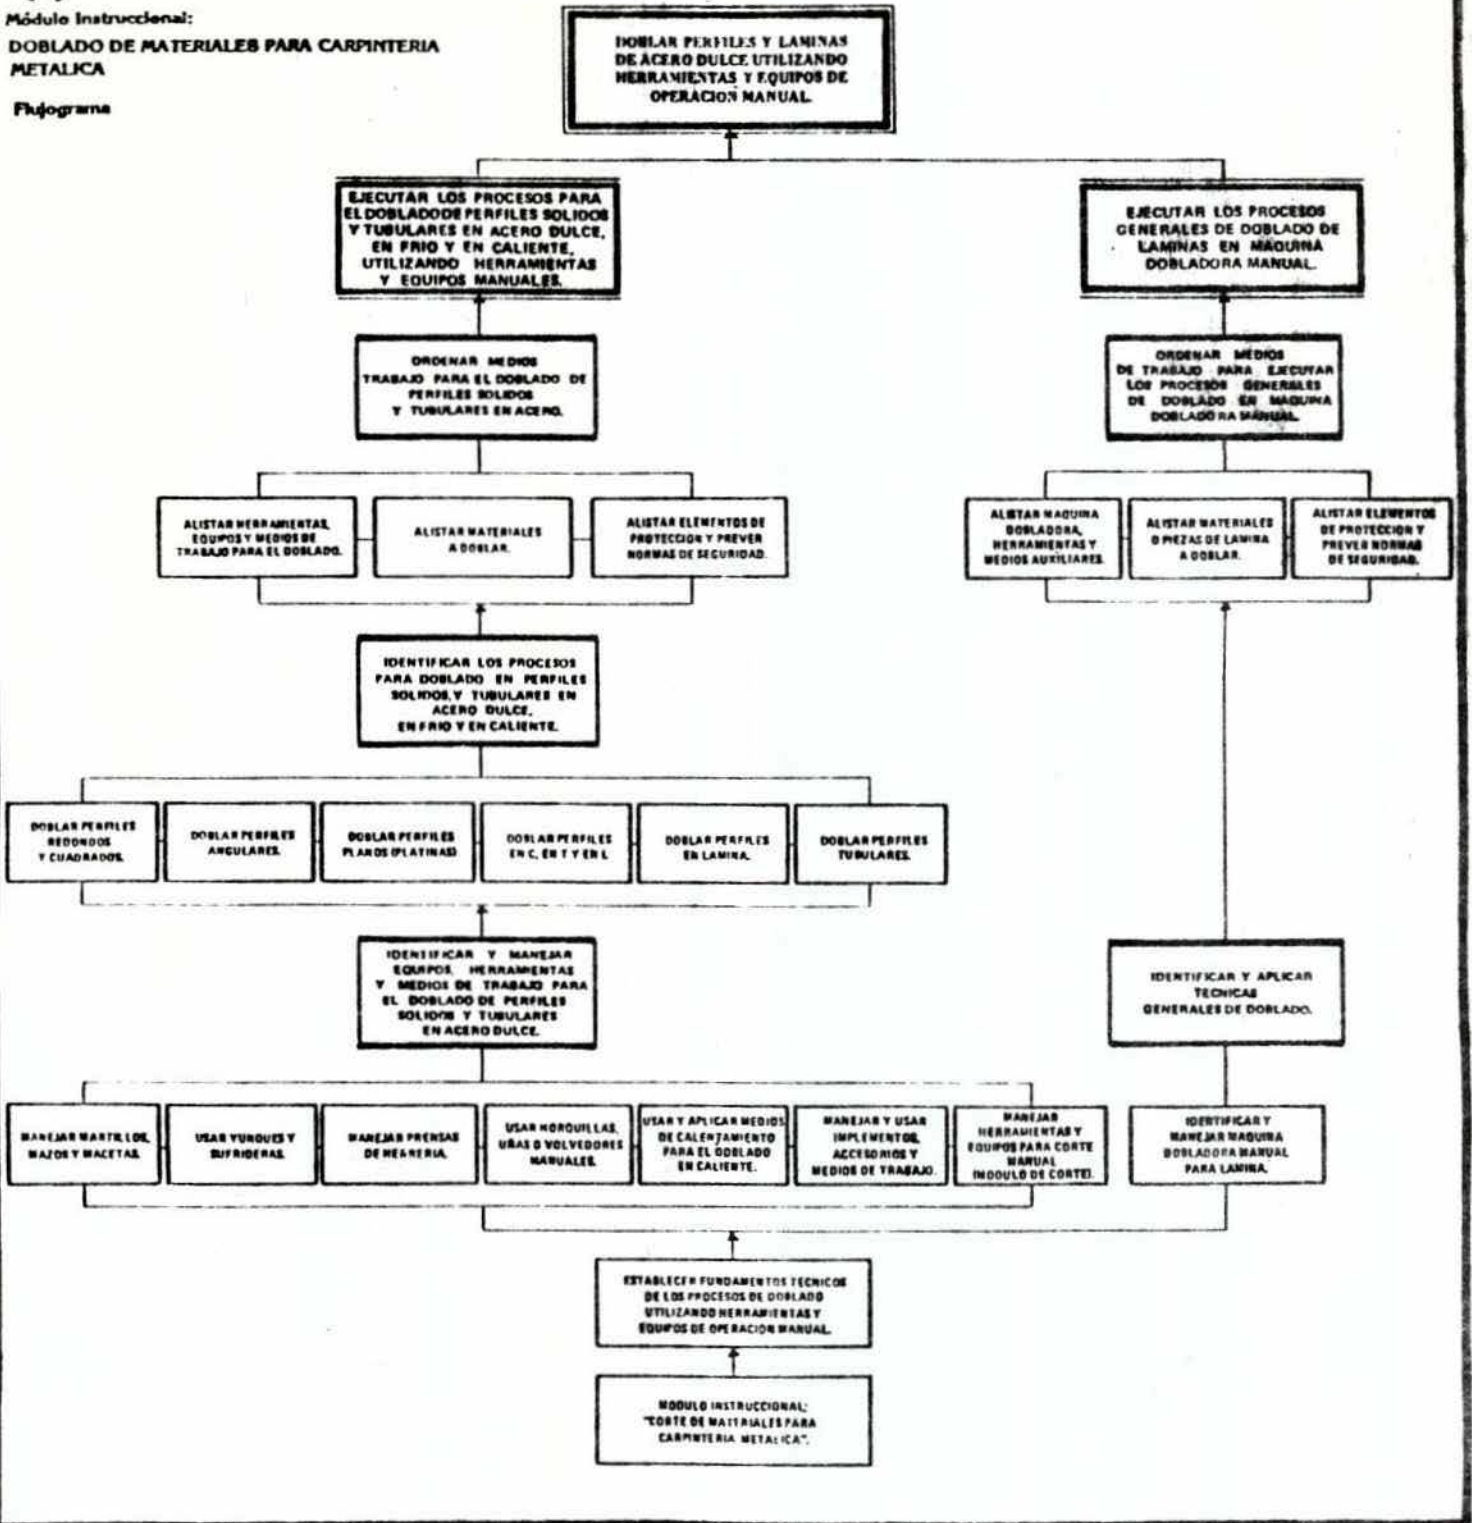 Módulo Instruccional:
DOBLADO DE MATERIALES PARA CARPINTERIA
METALICA
Flujograma
DOBLAR PERFILES Y LAMINAS
DE ACERO DULCE UTILIZANDO
HERRAMIENTAS Y EQUIPOS DE
OPERACION MANUAL.
EJECUTAR LOS PROCESOS PARA
EL DOBLADO DE PERFILES SOLIDOS
Y TUBULARES EN ACERO DULCE,
EN FRIO Y EN CALIENTE,
UTILIZANDO HERRAMIENTAS
Y EQUIPOS MANUALES.
EJECUTAR LOS PROCESOS
GENERALES DE DOBLADO DE
LAMINAS EN MAQUINA
DOBLADORA MANUAL.
ORDENAR MEDIOS
TRABAJO PARA EL DOBLADO DE
PERFILES SOLIDOS
Y TUBULARES EN ACERO.
ORDENAR MEDIOS
DE TRABAJO PARA EJECUTAR
LOS PROCESOS GENERALES
DE DOBLADO EN MAQUINA
DOBLADORA MANUAL.
ALISTAR HERRAMIENTAS,
EQUIPOS Y MEDIOS DE
TRABAJO PARA EL DOBLADO.
ALISTAR MATERIALES
A DOBLAR.
ALISTAR ELEMENTOS DE
PROTECCION Y PREVER
NORMAS DE SEGURIDAD.
ALISTAR MAQUINA
DOBLADORA,
HERRAMIENTAS Y
MEDIOS AUXILIARES.
ALISTAR MATERIALES
O PIEZAS DE LAMINA
A DOBLAR.
ALISTAR ELEMENTOS
DE PROTECCION Y
PREVER NORMAS
DE SEGURIDAD.
IDENTIFICAR LOS PROCESOS
PARA DOBLADO EN PERFILES
SOLIDOS, Y TUBULARES EN
ACERO DULCE,
EN FRIO Y EN CALIENTE.
DOBLAR PERFILES
REDONDOS
Y CUADRADOS.
DOBLAR PERFILES
ANGULARES.
DOBLAR PERFILES
PLANOS (PLATINAS)
DOBLAR PERFILES
EN C, EN T Y EN L
DOBLAR PERFILES
EN LAMINA.
DOBLAR PERFILES
TUBULARES.
IDENTIFICAR Y MANEJAR
EQUIPOS, HERRAMIENTAS
Y MEDIOS DE TRABAJO PARA
EL DOBLADO DE PERFILES
SOLIDOS Y TUBULARES
EN ACERO DULCE.
IDENTIFICAR Y APLICAR
TECNICAS
GENERALES DE DOBLADO.
MANEJAR MARTILLOS,
MAZOS Y MACETAS.
USAR YUNQUES Y
SUFRIDERAS.
MANEJAR PRENSAS
DE HERRERIA.
USAR HORQUILLAS,
UÑAS O VOLVEDORES
MANUALES.
USAR Y APLICAR MEDIOS
DE CALENTAMIENTO
PARA EL DOBLADO
EN CALIENTE.
MANEJAR Y USAR
IMPLEMENTOS,
ACCESORIOS Y
MEDIOS DE TRABAJO.
MANEJAR
HERRAMIENTAS Y
EQUIPOS PARA CORTE
MANUAL
(MODULO DE CORTE).
IDENTIFICAR Y
MANEJAR MAQUINA
DOBLADORA MANUAL
PARA LAMINA.
ESTABLECER FUNDAMENTOS TECNICOS
DE LOS PROCESOS DE DOBLADO
UTILIZANDO HERRAMIENTAS Y
EQUIPOS DE OPERACION MANUAL.
MODULO INSTRUCCIONAL:
"CORTE DE MATERIALES PARA
CARPINTERIA METALICA".